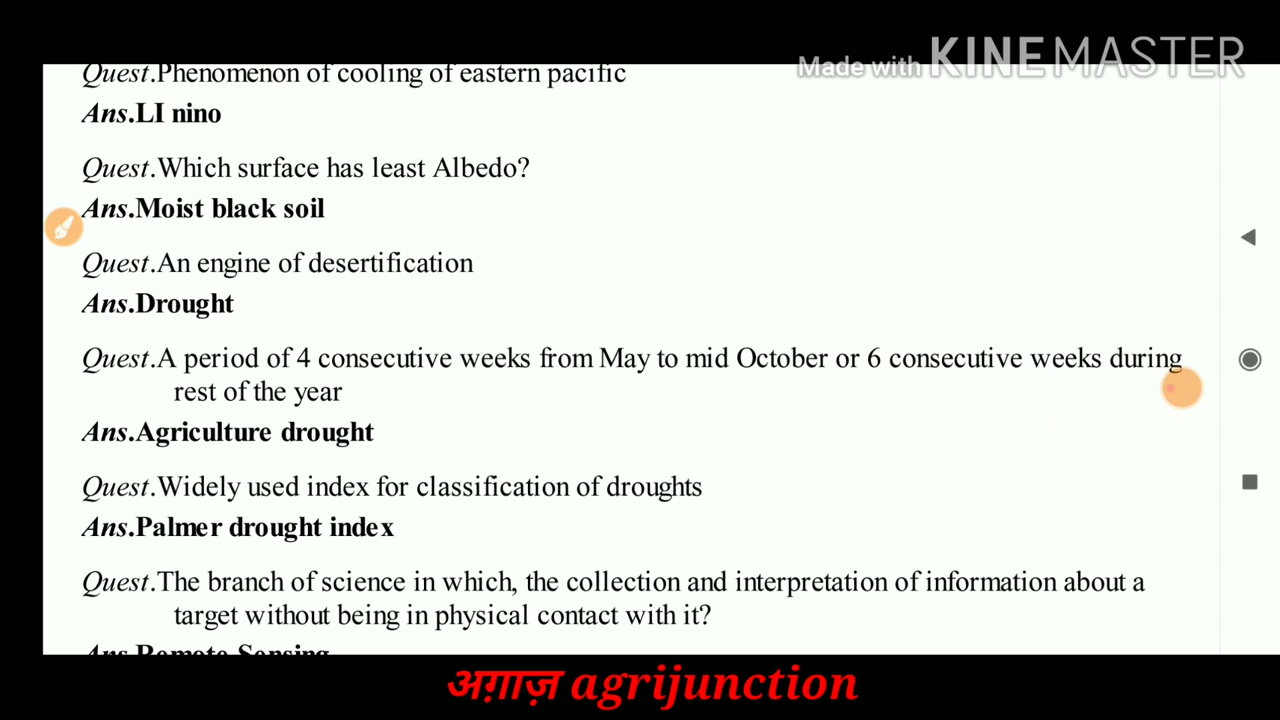 Made with KINEMASTER
Quest.Phenomenon of cooling of eastern pacific
Ans.LI nino
Quest.Which surface has least Albedo?
Ans.Moist black soil
Quest.An engine of desertification
Ans.Drought
Quest.A period of 4 consecutive weeks from May to mid October or 6 consecutive weeks during
rest of the year
Ans.Agriculture drought
Quest.Widely used index for classification of droughts
Ans.Palmer drought index
Quest.The branch of science in which, the collection and interpretation of information about a
target without being in physical contact with it?
Ans.Remote Sensing
अग़ाज़ agrijunction